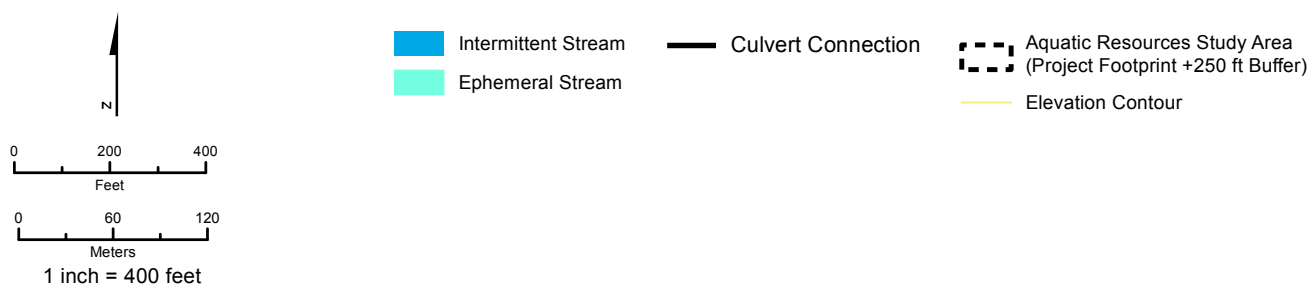 N
0 200 400
Feet
0 60 120
Meters
1 inch = 400 feet
Intermittent Stream
Ephemeral Stream
Culvert Connection
Aquatic Resources Study Area
(Project Footprint +250 ft Buffer)
Elevation Contour